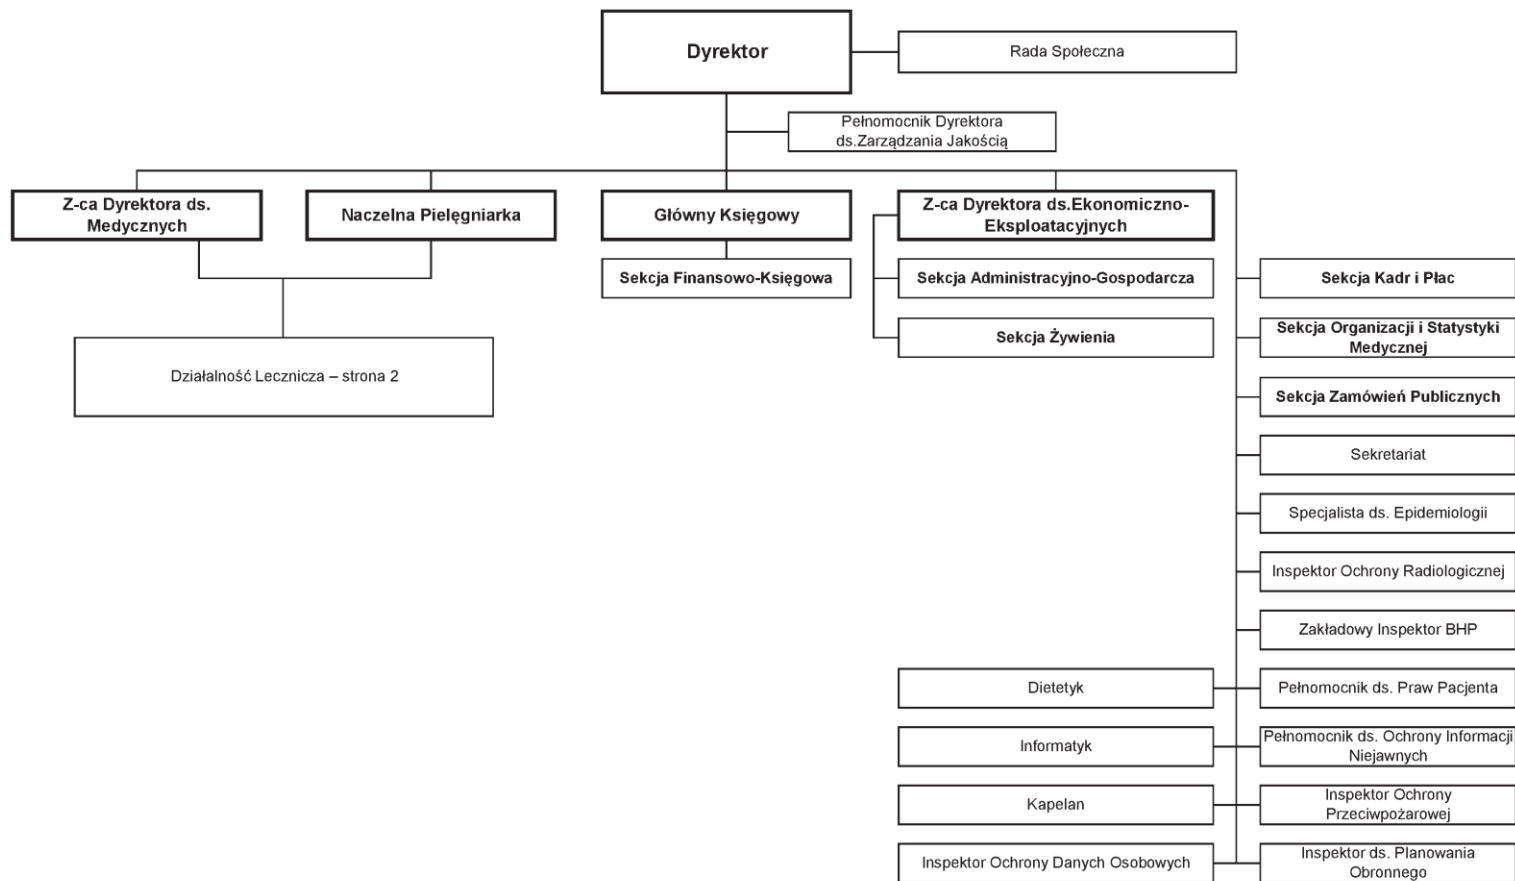 Dyrektor
Rada Społeczna
Pełnomocnik Dyrektora
ds.Zarządzania Jakością
Z-ca Dyrektora ds.
Medycznych
Naczelna Pielęgniarka
Główny Księgowy
Z-ca Dyrektora ds.Ekonomiczno-
Eksploatacyjnych
Sekcja Finansowo-Księgowa
Sekcja Administracyjno-Gospodarcza
Sekcja Kadr i Płac
Sekcja Żywienia
Sekcja Organizacji i Statystyki
Medycznej
Działalność Lecznicza – strona 2
Sekcja Zamówień Publicznych
Sekretariat
Specjalista ds. Epidemiologii
Inspektor Ochrony Radiologicznej
Zakładowy Inspektor BHP
Dietetyk
Pełnomocnik ds. Praw Pacjenta
Informatyk
Pełnomocnik ds. Ochrony Informacji
Niejawnych
Kapelan
Inspektor Ochrony
Przeciwpożarowej
Inspektor Ochrony Danych Osobowych
Inspektor ds. Planowania
Obronnego